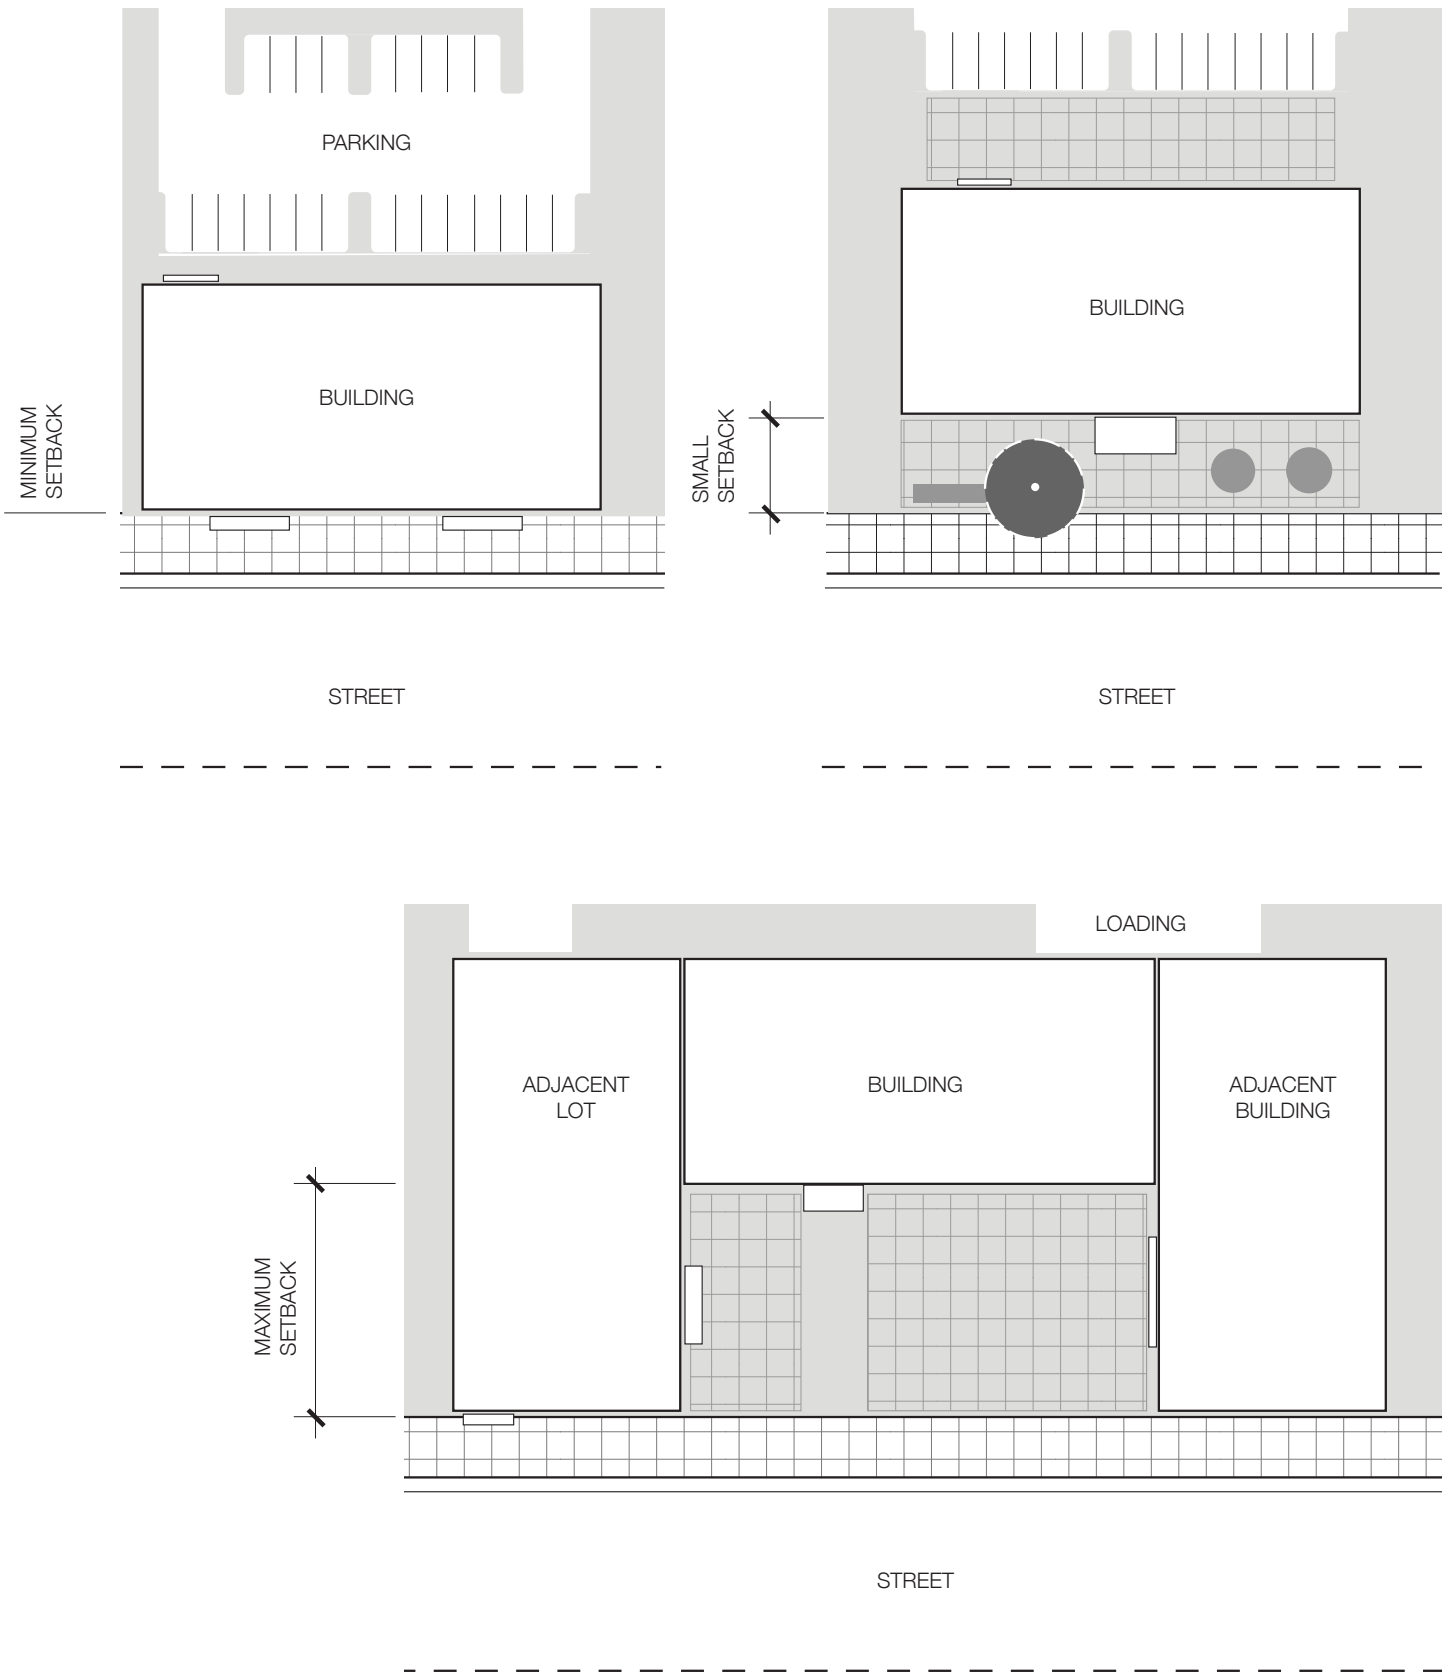 PARKING
BUILDING
MINIMUM
SETBACK
STREET
BUILDING
SMALL
SETBACK
STREET
LOADING
ADJACENT
LOT
BUILDING
ADJACENT
BUILDING
MAXIMUM
SETBACK
STREET